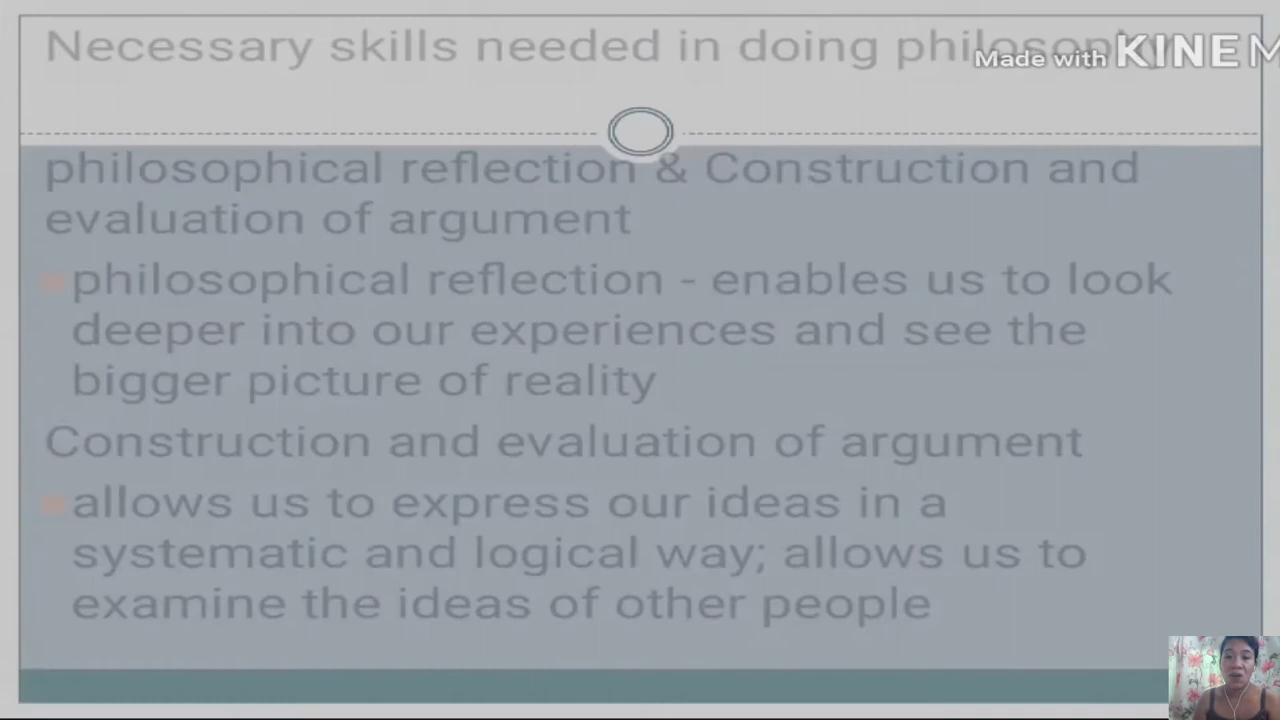 Necessary skills needed in doing philosophy
Made with KINEM
philosophical reflection & Construction and
evaluation of argument
philosophical reflection - enables us to look
deeper into our experiences and see the
bigger picture of reality
Construction and evaluation of argument
allows us to express our ideas in a
systematic and logical way; allows us to
examine the ideas of other people